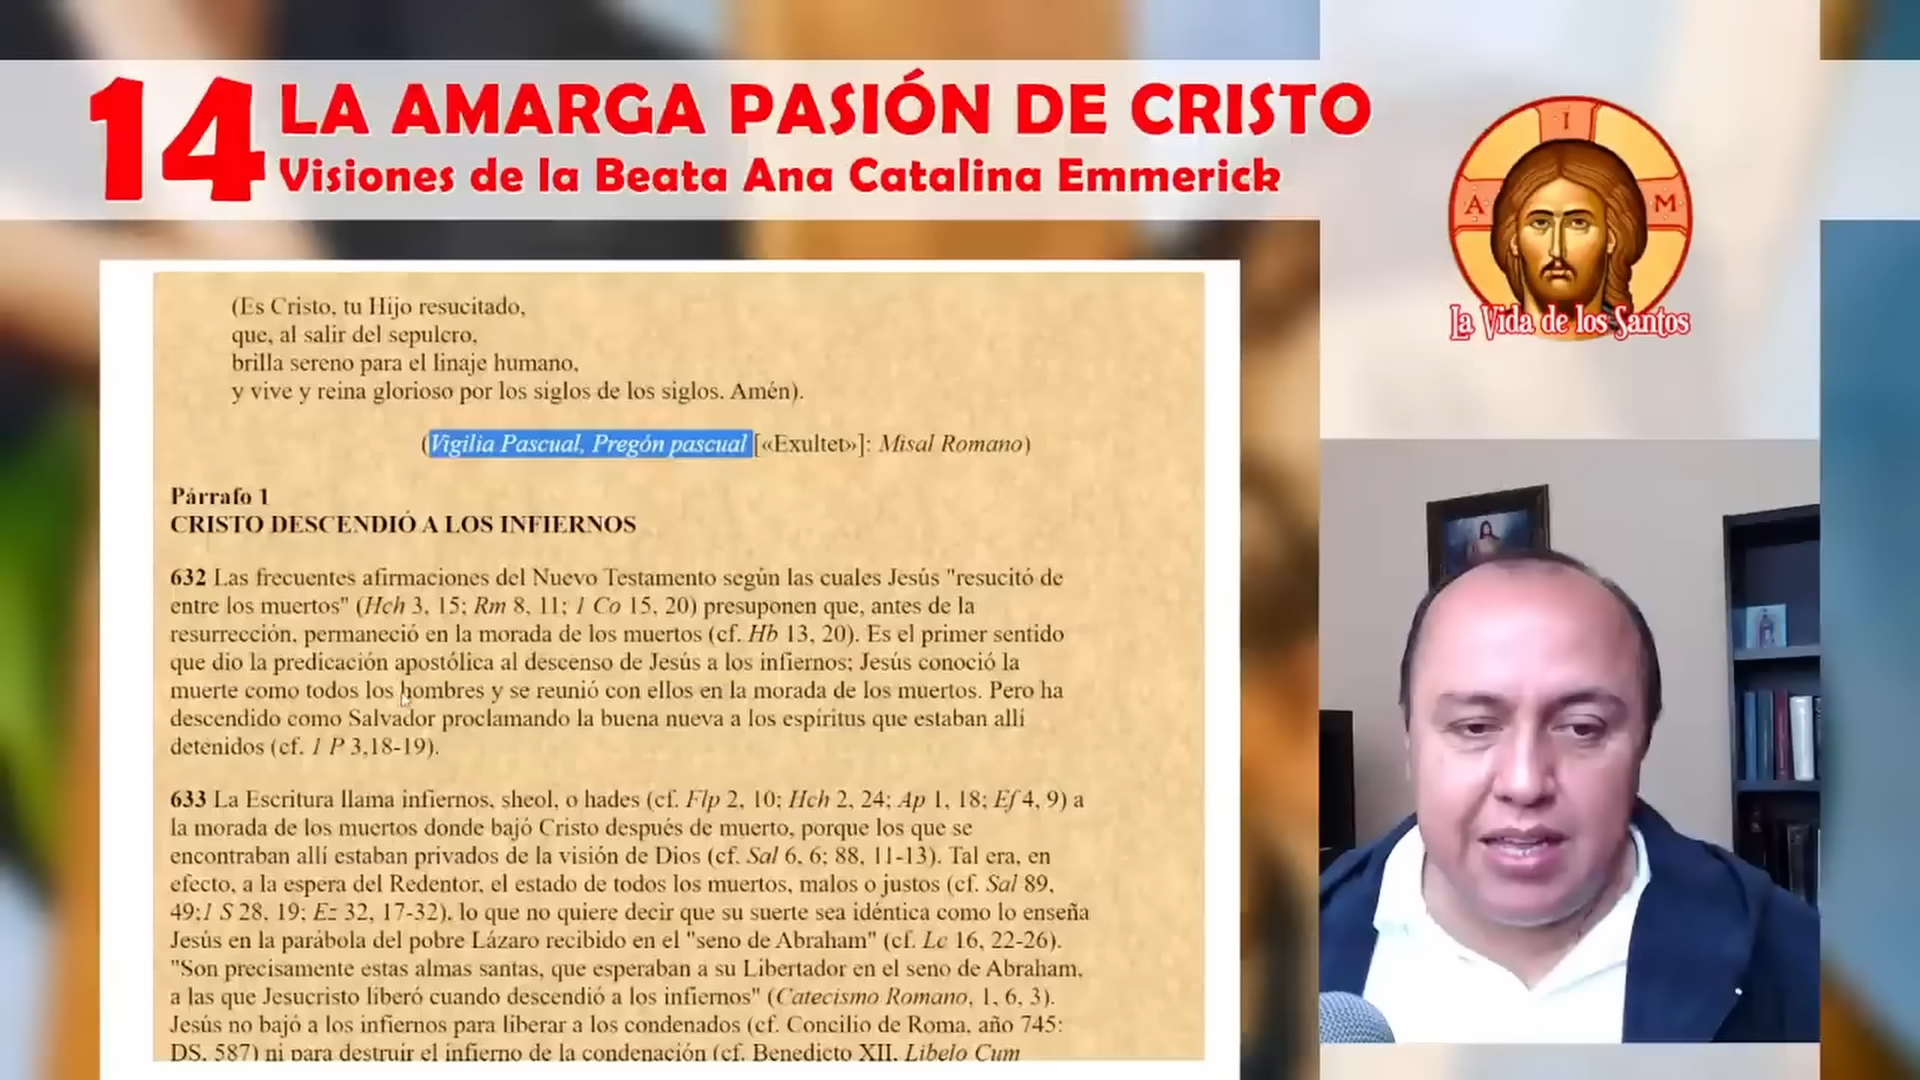 14
LA AMARGA PASIÓN DE CRISTO
Visiones de la Beata Ana Catalina Emmerick
I
A M
La Vida de los Santos
(Es Cristo, tu Hijo resucitado,
que, al salir del sepulcro,
brilla sereno para el linaje humano,
y vive y reina glorioso por los siglos de los siglos. Amén).
(Vigilia Pascual, Pregón pascual [«Exultet»]: Misal Romano)
Párrafo 1
CRISTO DESCENDIÓ A LOS INFIERNOS
632 Las frecuentes afirmaciones del Nuevo Testamento según las cuales Jesús "resucitó de
entre los muertos" (Hch 3, 15; Rm 8, 11; 1 Co 15, 20) presuponen que, antes de la
resurrección, permaneció en la morada de los muertos (cf. Hb 13, 20). Es el primer sentido
que dio la predicación apostólica al descenso de Jesús a los infiernos; Jesús conoció la
muerte como todos los hombres y se reunió con ellos en la morada de los muertos. Pero ha
descendido como Salvador proclamando la buena nueva a los espíritus que estaban allí
detenidos (cf. 1 P 3,18-19).
633 La Escritura llama infiernos, sheol, o hades (cf. Flp 2, 10; Hch 2, 24; Ap 1, 18; Ef 4, 9) a
la morada de los muertos donde bajó Cristo después de muerto, porque los que se
encontraban allí estaban privados de la visión de Dios (cf. Sal 6, 6; 88, 11-13). Tal era, en
efecto, a la espera del Redentor, el estado de todos los muertos, malos o justos (cf. Sal 89,
49;1 S 28, 19; Ez 32, 17-32), lo que no quiere decir que su suerte sea idéntica como lo enseña
Jesús en la parábola del pobre Lázaro recibido en el "seno de Abraham" (cf. Lc 16, 22-26).
"Son precisamente estas almas santas, que esperaban a su Libertador en el seno de Abraham,
a las que Jesucristo liberó cuando descendió a los infiernos" (Catecismo Romano, 1, 6, 3).
Jesús no bajó a los infiernos para liberar a los condenados (cf. Concilio de Roma, año 745:
DS, 587) ni para destruir el infierno de la condenación (cf. Benedicto XII, Libelo Cum